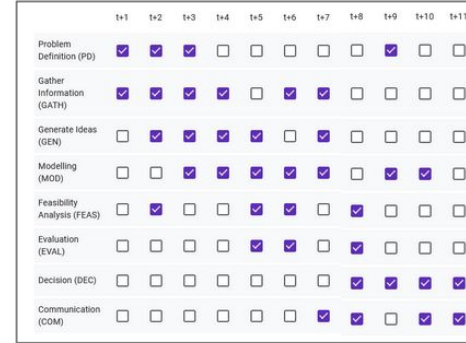 t+1 t+2 t+3 t+4 t+5 t+6 t+7 t+8 t+9 t+10 t+11
Problem
Definition (PD)
Gather
Information
(GATH)
Generate Ideas
(GEN)
Modelling
(MOD)
Feasibility
Analysis (FEAS)
Evaluation
(EVAL)
Decision (DEC)
Communication
(COM)